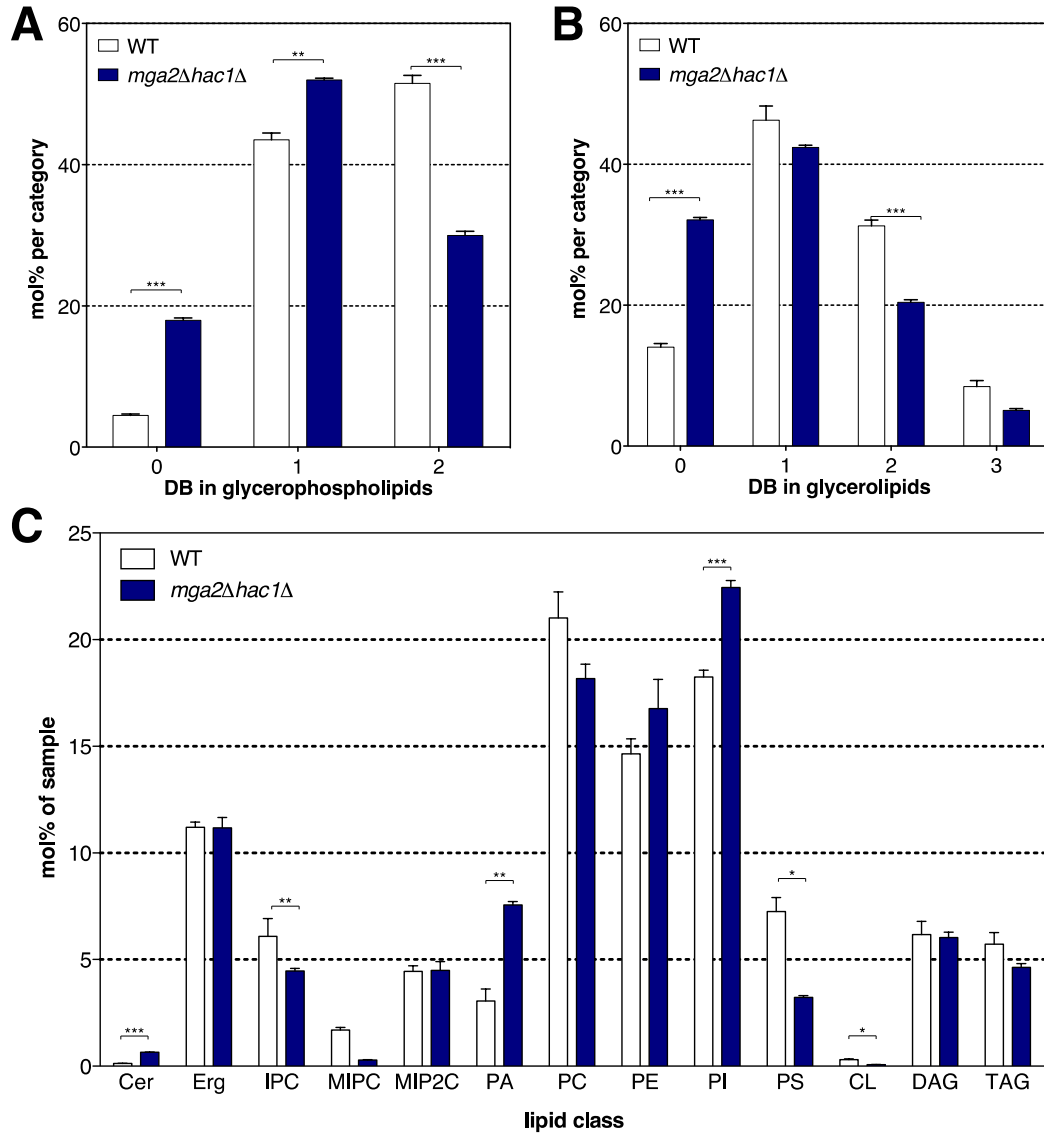 A
WT
mga2Δhac1Δ
**
***
***
60
40
20
0
mol% per category
0 1 2
DB in glycerophospholipids
B
WT
mga2Δhac1Δ
***
***
60
40
20
0
mol% per category
0 1 2 3
DB in glycerolipids
C
WT
mga2Δhac1Δ
***
**
**
***
*
*
25
20
15
10
5
0
mol% of sample
Cer Erg IPC MIPC MIP2C PA PC PE PI PS CL DAG TAG
lipid class